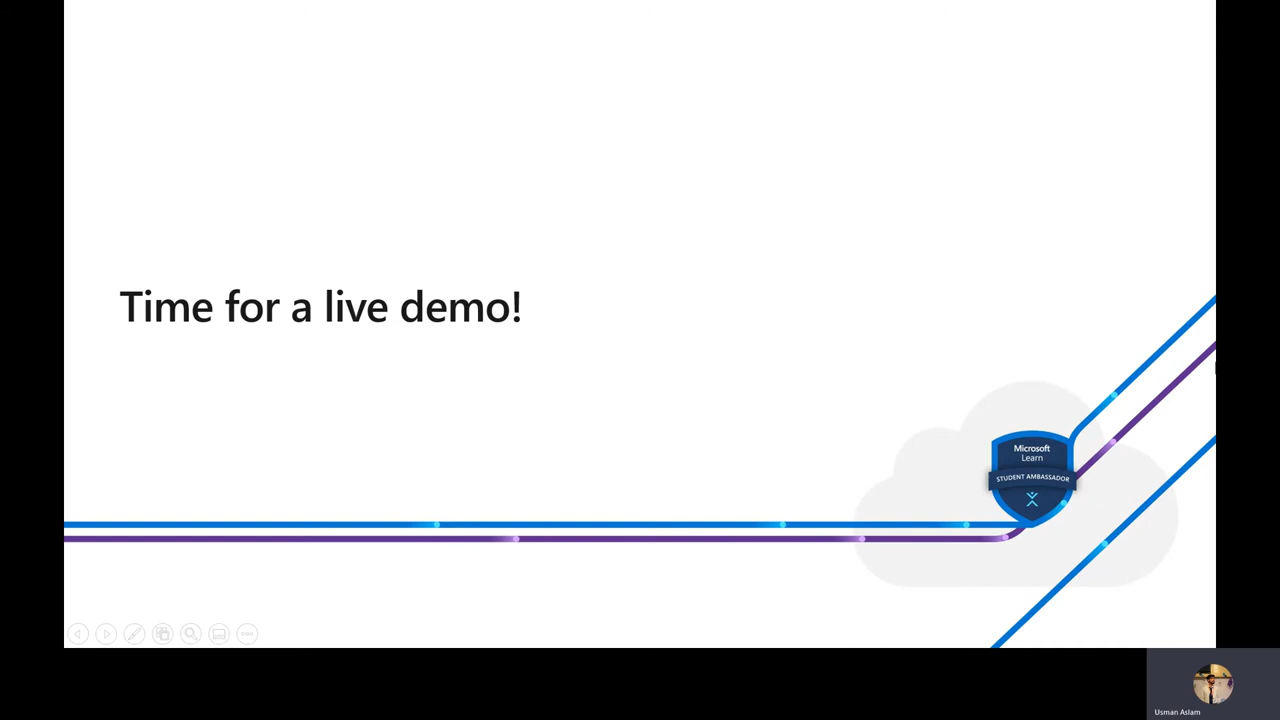 Time for a live demo!
Microsoft
Learn
STUDENT AMBASSADOR
Usman Aslam